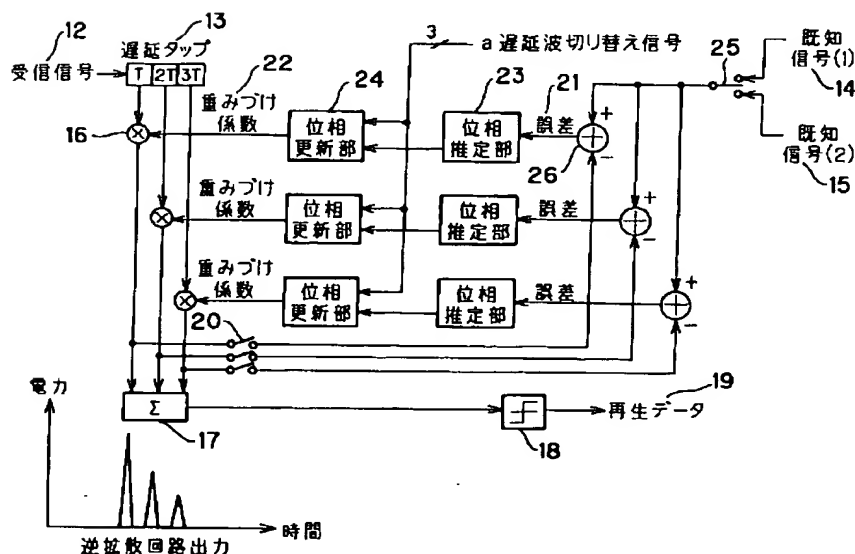 12
13
遅延タップ
受信信号
T 2T 3T
3
a 遅延波切り替え信号
25
既知
信号(1)
14
既知
信号(2)
15
16
22
重みづけ
係数
24
位相
更新部
23
位相
推定部
21
誤差
+
26
−
重みづけ
係数
位相
更新部
位相
推定部
誤差
+
−
重みづけ
係数
位相
更新部
位相
推定部
誤差
+
−
20
電力
Σ
17
18
19
再生データ
時間
逆拡散回路出力